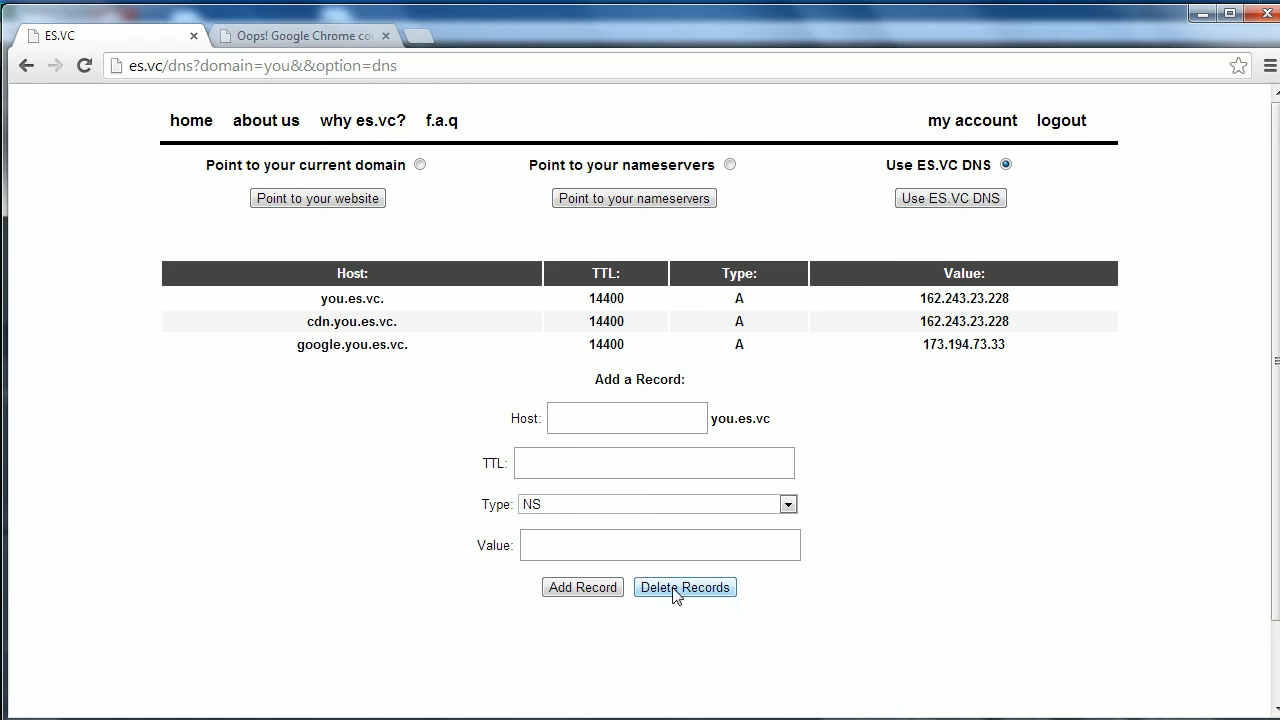 ES.VC
Oops! Google Chrome co
es.vc/dns?domain=you&&option=dns
home about us why es.vc? f.a.q my account logout
Point to your current domain Point to your nameservers Use ES.VC DNS
Point to your website Point to your nameservers Use ES.VC DNS
Host: TTL: Type: Value:
you.es.vc. 14400 A 162.243.23.228
cdn.you.es.vc. 14400 A 162.243.23.228
google.you.es.vc. 14400 A 173.194.73.33
Add a Record:
Host: you.es.vc
TTL:
Type: NS
Value:
Add Record Delete Records